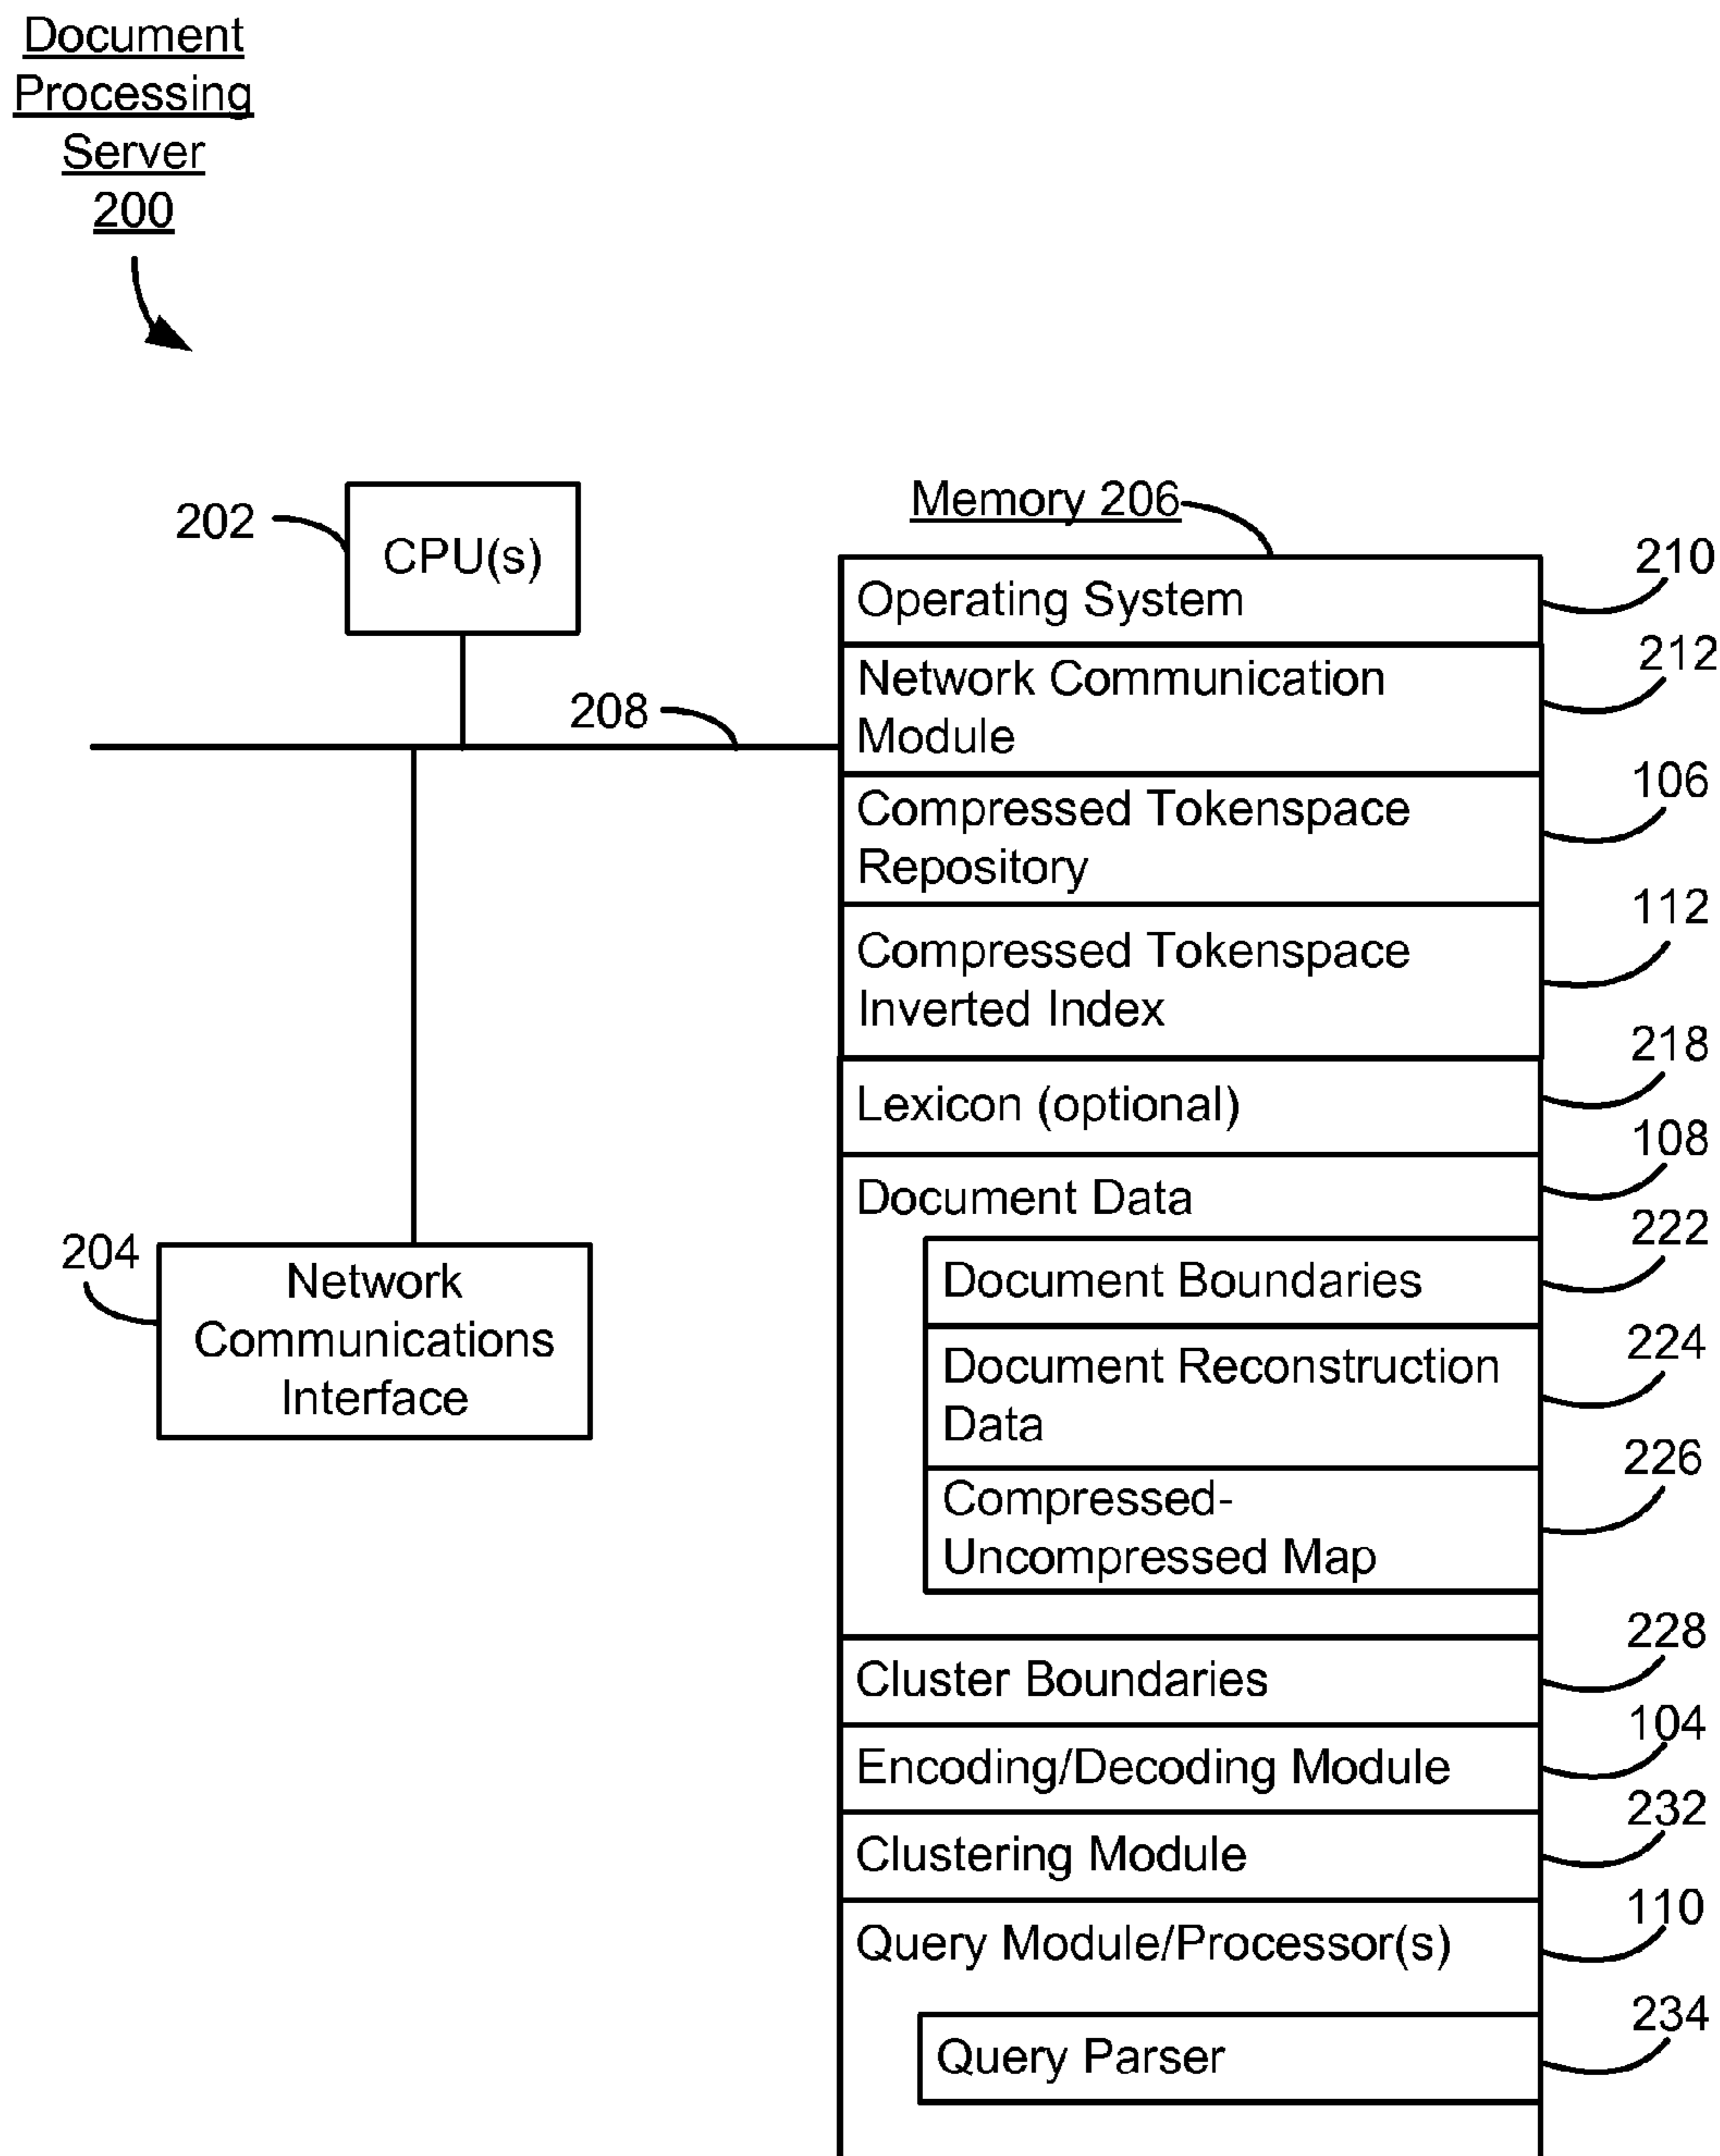 Document
Processing
Server
200
202
CPU(s)
208
204
Network
Communications
Interface
Memory 206
Operating System
210
Network Communication
Module
212
Compressed Tokenspace
Repository
106
Compressed Tokenspace
Inverted Index
112
Lexicon (optional)
218
Document Data
108
Document Boundaries
222
Document Reconstruction
Data
224
Compressed-
Uncompressed Map
226
Cluster Boundaries
228
Encoding/Decoding Module
104
Clustering Module
232
Query Module/Processor(s)
110
Query Parser
234